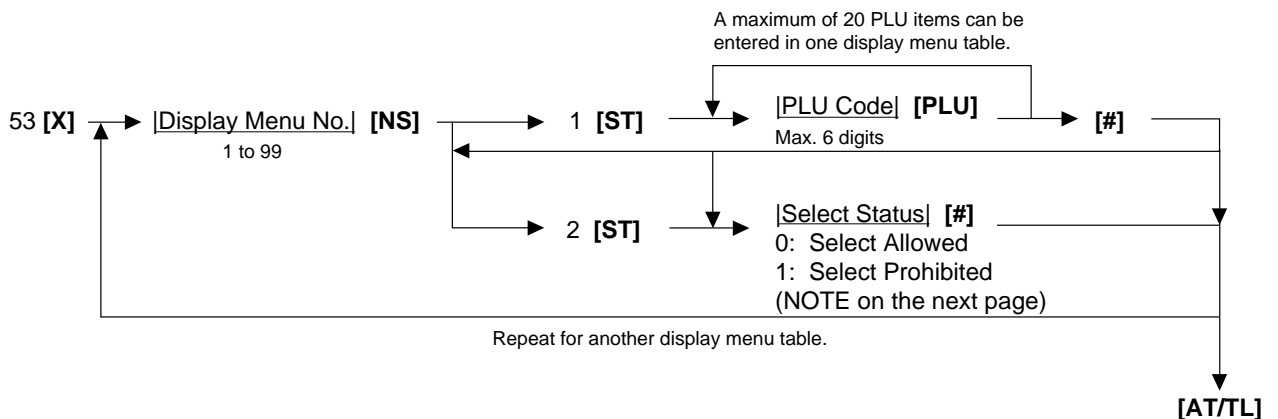 A maximum of 20 PLU items can be
entered in one display menu table.
53 [X] |Display Menu No.| [NS] 1 [ST] |PLU Code| [PLU] [#]
1 to 99 Max. 6 digits
2 [ST] |Select Status| [#]
0: Select Allowed
1: Select Prohibited
(NOTE on the next page)
Repeat for another display menu table.
[AT/TL]